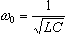 ω₀ = 1/√(LC)